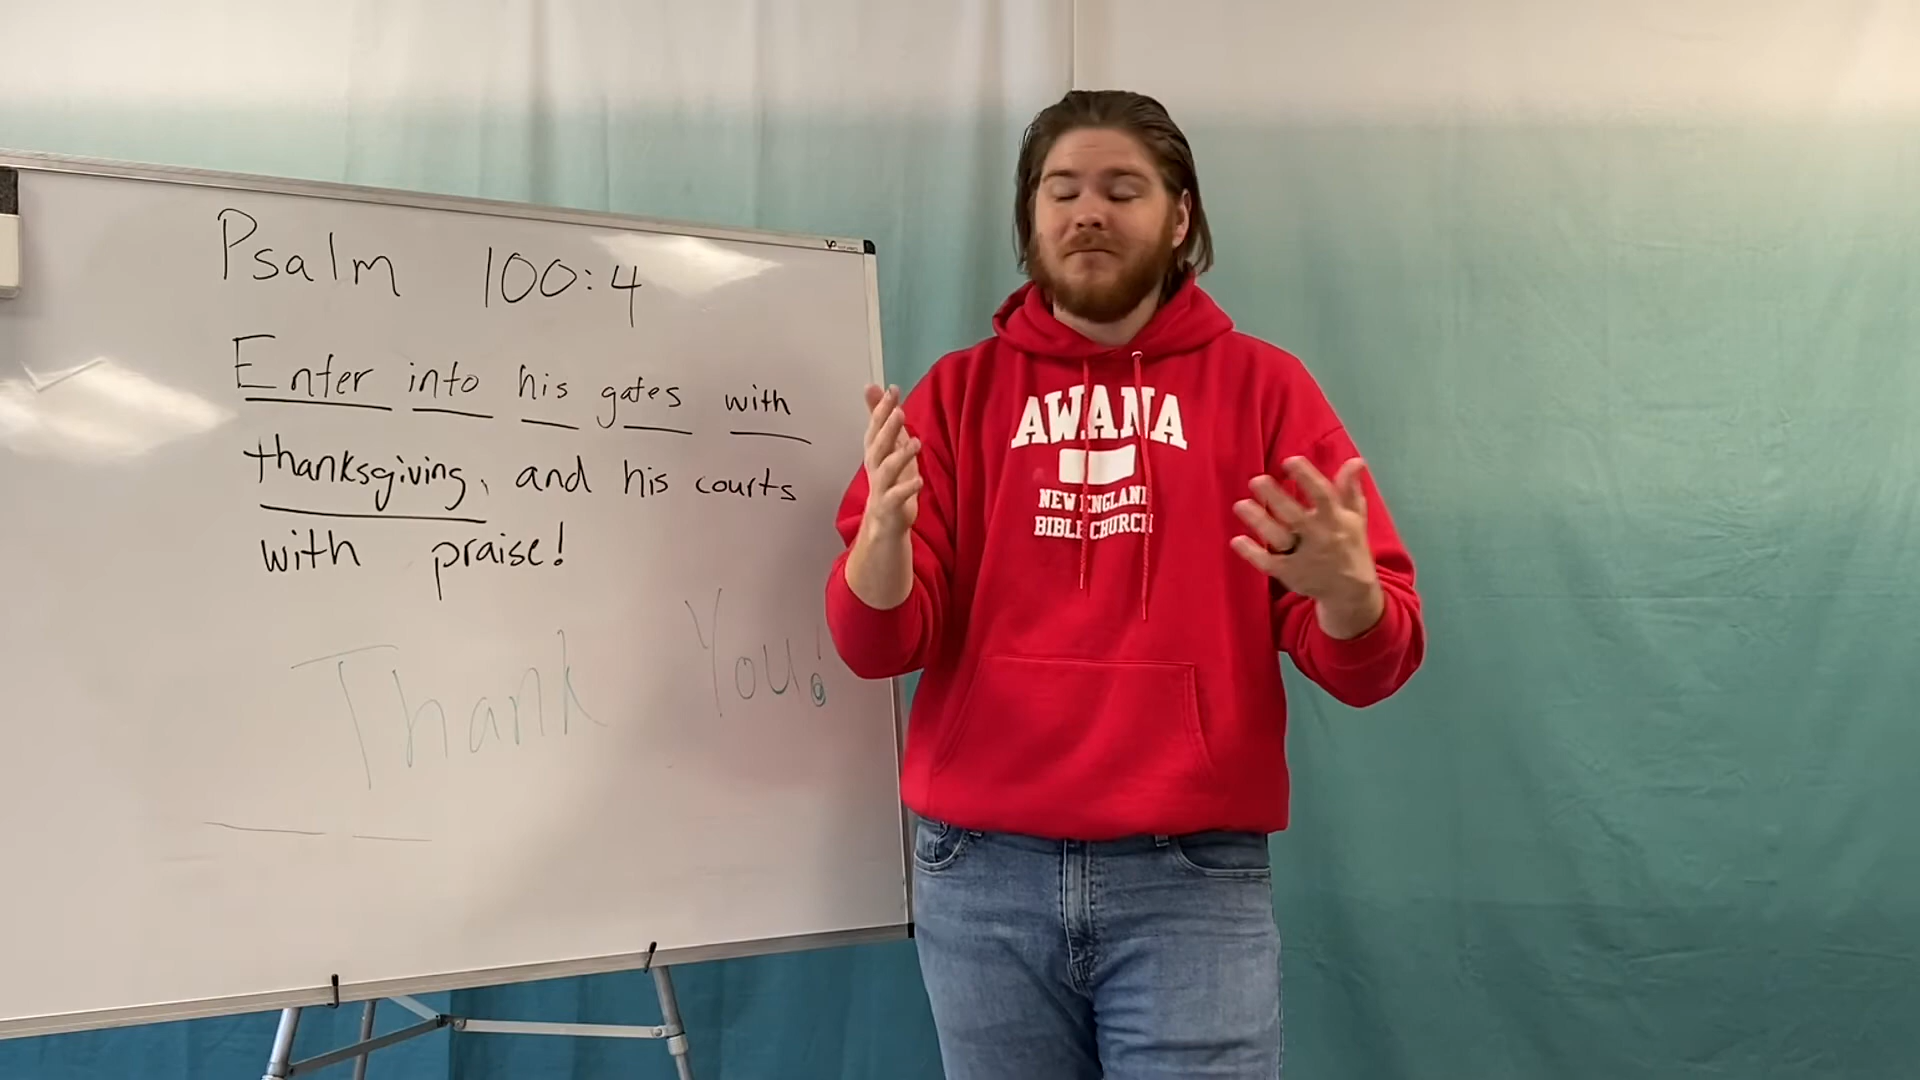 Psalm 100:4
Enter into his gates with
thanksgiving, and his courts
with praise!
Thank You!
AWANA
NEW ENGLAND
BIBLE CHURCH